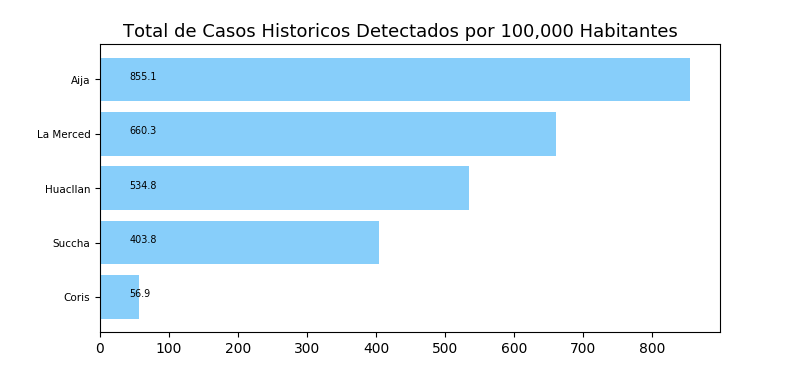 Total de Casos Historicos Detectados por 100,000 Habitantes
Aija 855.1
La Merced 660.3
Huacllan 534.8
Succha 403.8
Coris 56.9
0 100 200 300 400 500 600 700 800